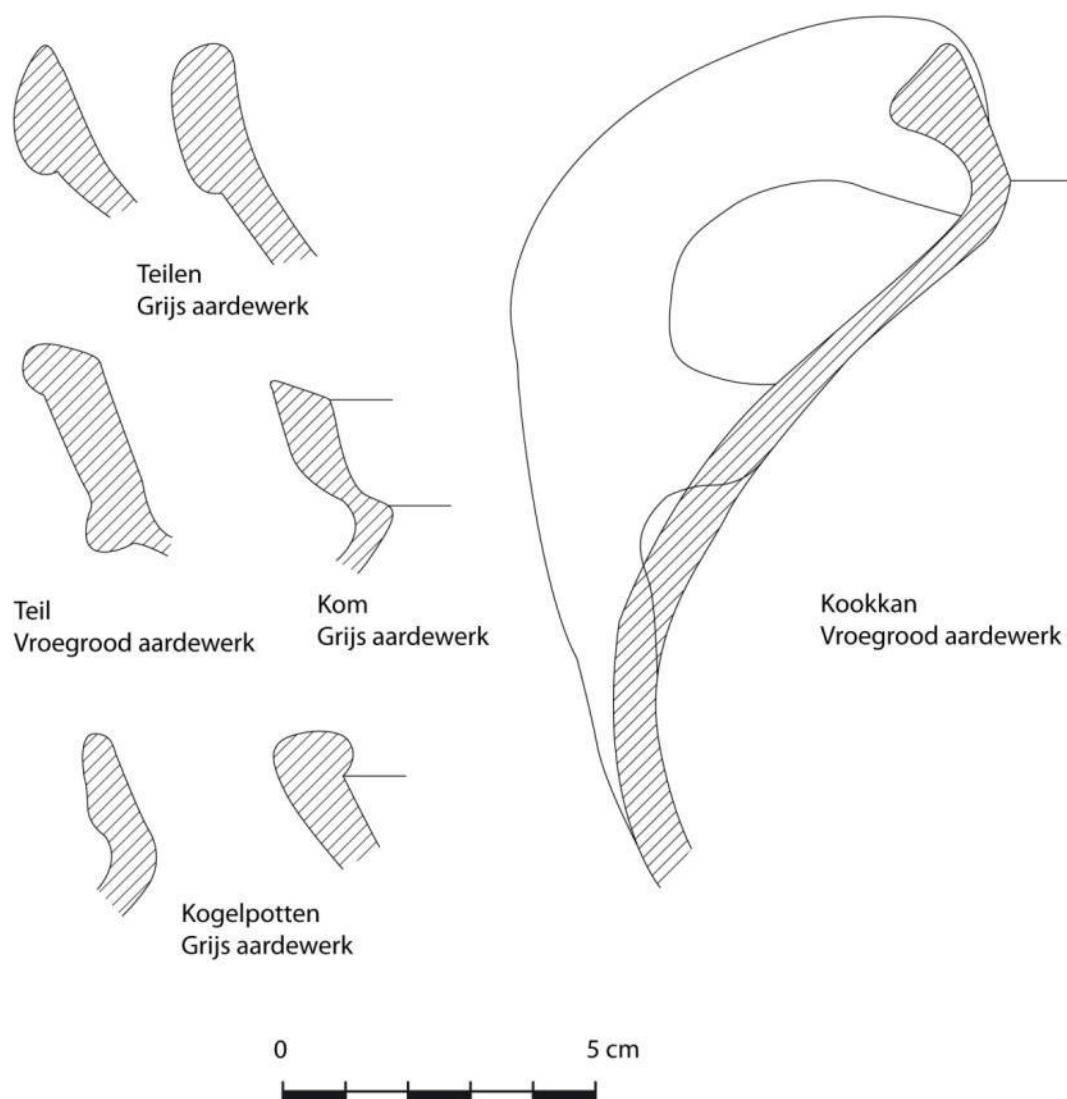 Teilen
Grijs aardewerk
Teil
Vroegrood aardewerk
Kom
Grijs aardewerk
Kookkan
Vroegrood aardewerk
Kogelpotten
Grijs aardewerk
0 5 cm